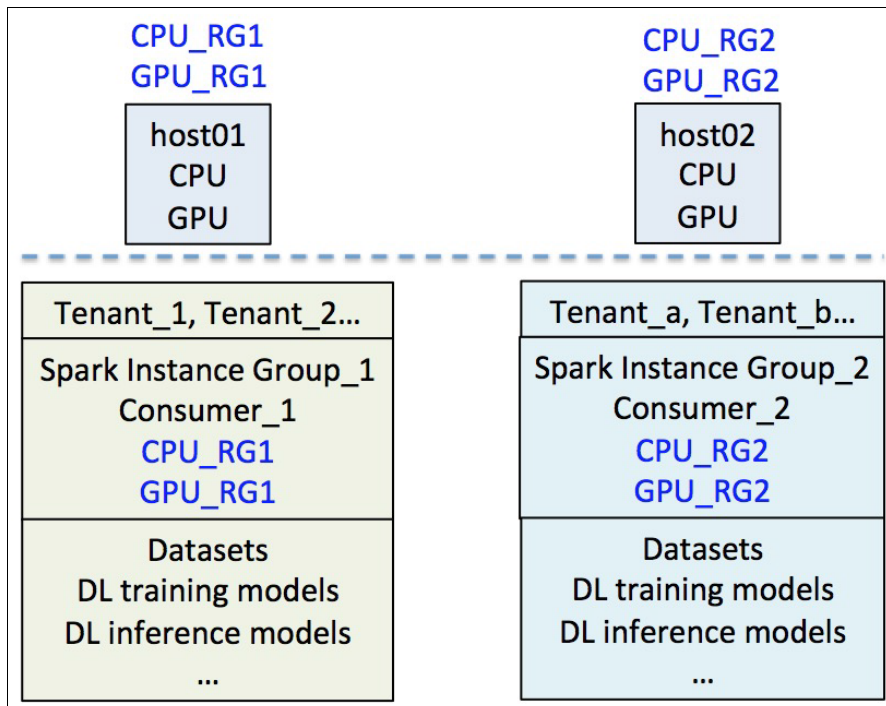 CPU_RG1
GPU_RG1
host01
CPU
GPU
CPU_RG2
GPU_RG2
host02
CPU
GPU
Tenant_1, Tenant_2...
Spark Instance Group_1
Consumer_1
CPU_RG1
GPU_RG1
Datasets
DL training models
DL inference models
...
Tenant_a, Tenant_b...
Spark Instance Group_2
Consumer_2
CPU_RG2
GPU_RG2
Datasets
DL training models
DL inference models
...